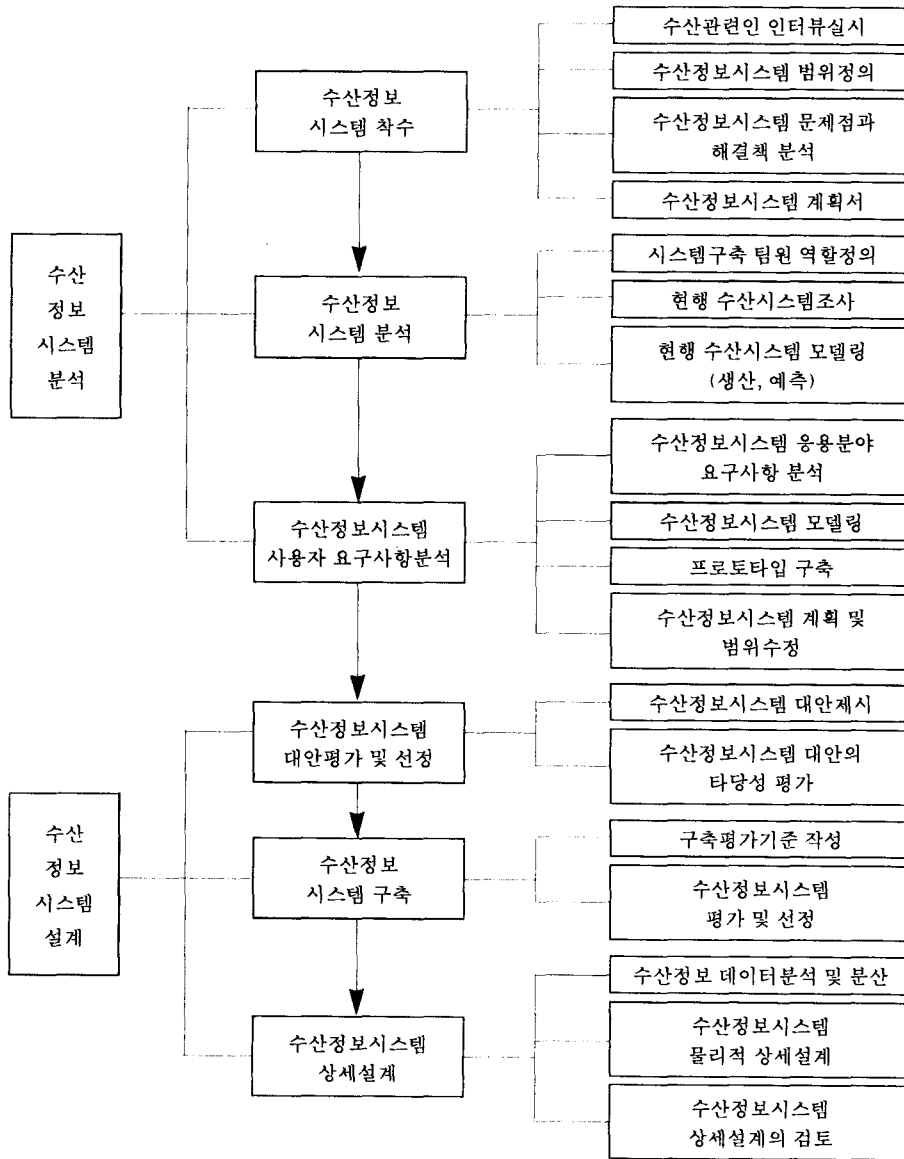 수산
정보
시스템
분석
수산정보
시스템 착수
수산관련인 인터뷰실시
수산정보시스템 범위정의
수산정보시스템 문제점과
해결책 분석
수산정보시스템 계획서
수산정보
시스템 분석
시스템구축 팀원 역할정의
현행 수산시스템조사
현행 수산시스템 모델링
(생산, 예측)
수산정보시스템
사용자 요구사항분석
수산정보시스템 응용분야
요구사항 분석
수산정보시스템 모델링
프로토타입 구축
수산정보시스템 계획 및
범위수정
수산
정보
시스템
설계
수산정보시스템
대안평가 및 선정
수산정보시스템 대안제시
수산정보시스템 대안의
타당성 평가
수산정보
시스템 구축
구축평가기준 작성
수산정보시스템
평가 및 선정
수산정보시스템
상세설계
수산정보 데이터분석 및 분산
수산정보시스템
물리적 상세설계
수산정보시스템
상세설계의 검토